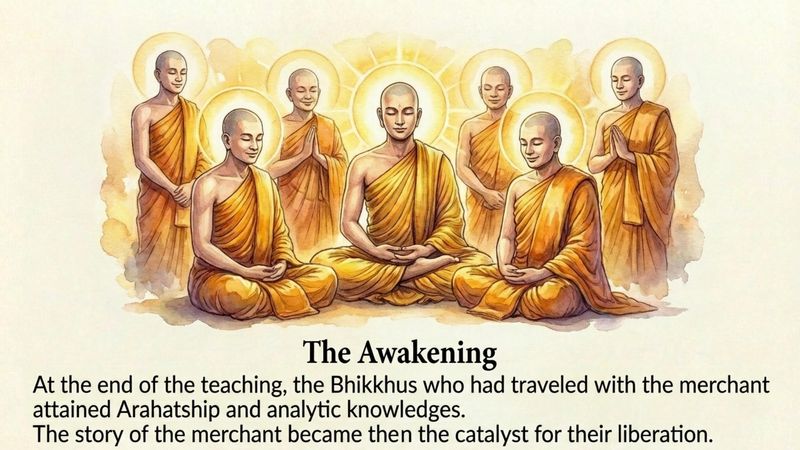 The Awakening
At the end of the teaching, the Bhikkhus who had traveled with the merchant
attained Arahatship and analytic knowledges.
The story of the merchant became then the catalyst for their liberation.